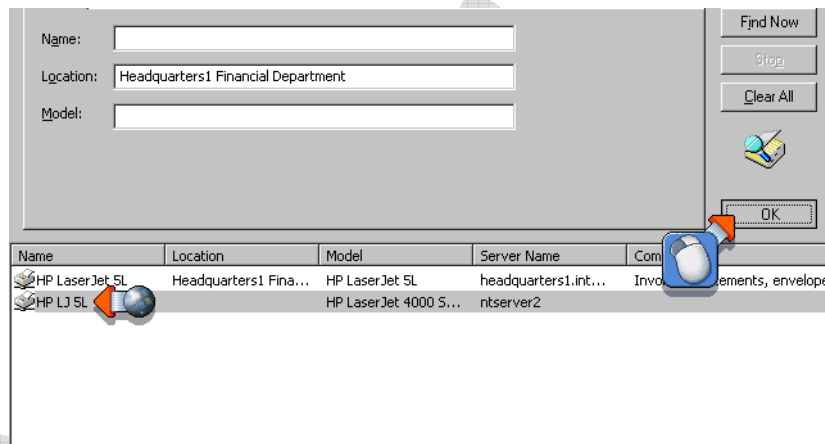 Name:
Find Now
Stop
Location: Headquarters1 Financial Department
Clear All
Model:
OK
Name Location Model Server Name Com
HP LaserJet 5L Headquarters1 Fina... HP LaserJet 5L headquarters1.int... Invo ements, envelope
HP LJ 5L HP LaserJet 4000 S... ntserver2